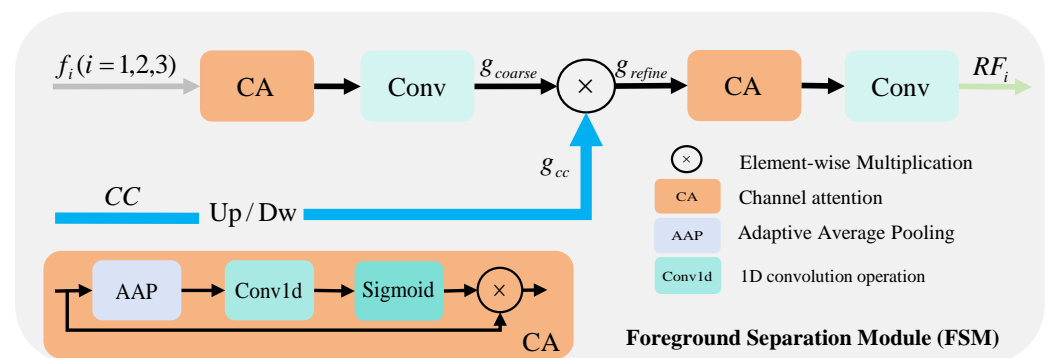 f_i (i = 1,2,3)
CA
Conv
g_coarse
×
g_refine
CA
Conv
RF_i
g_cc
CC
Up / Dw
×
Element-wise Multiplication
CA
Channel attention
AAP
Adaptive Average Pooling
Conv1d
1D convolution operation
AAP
Conv1d
Sigmoid
×
CA
Foreground Separation Module (FSM)